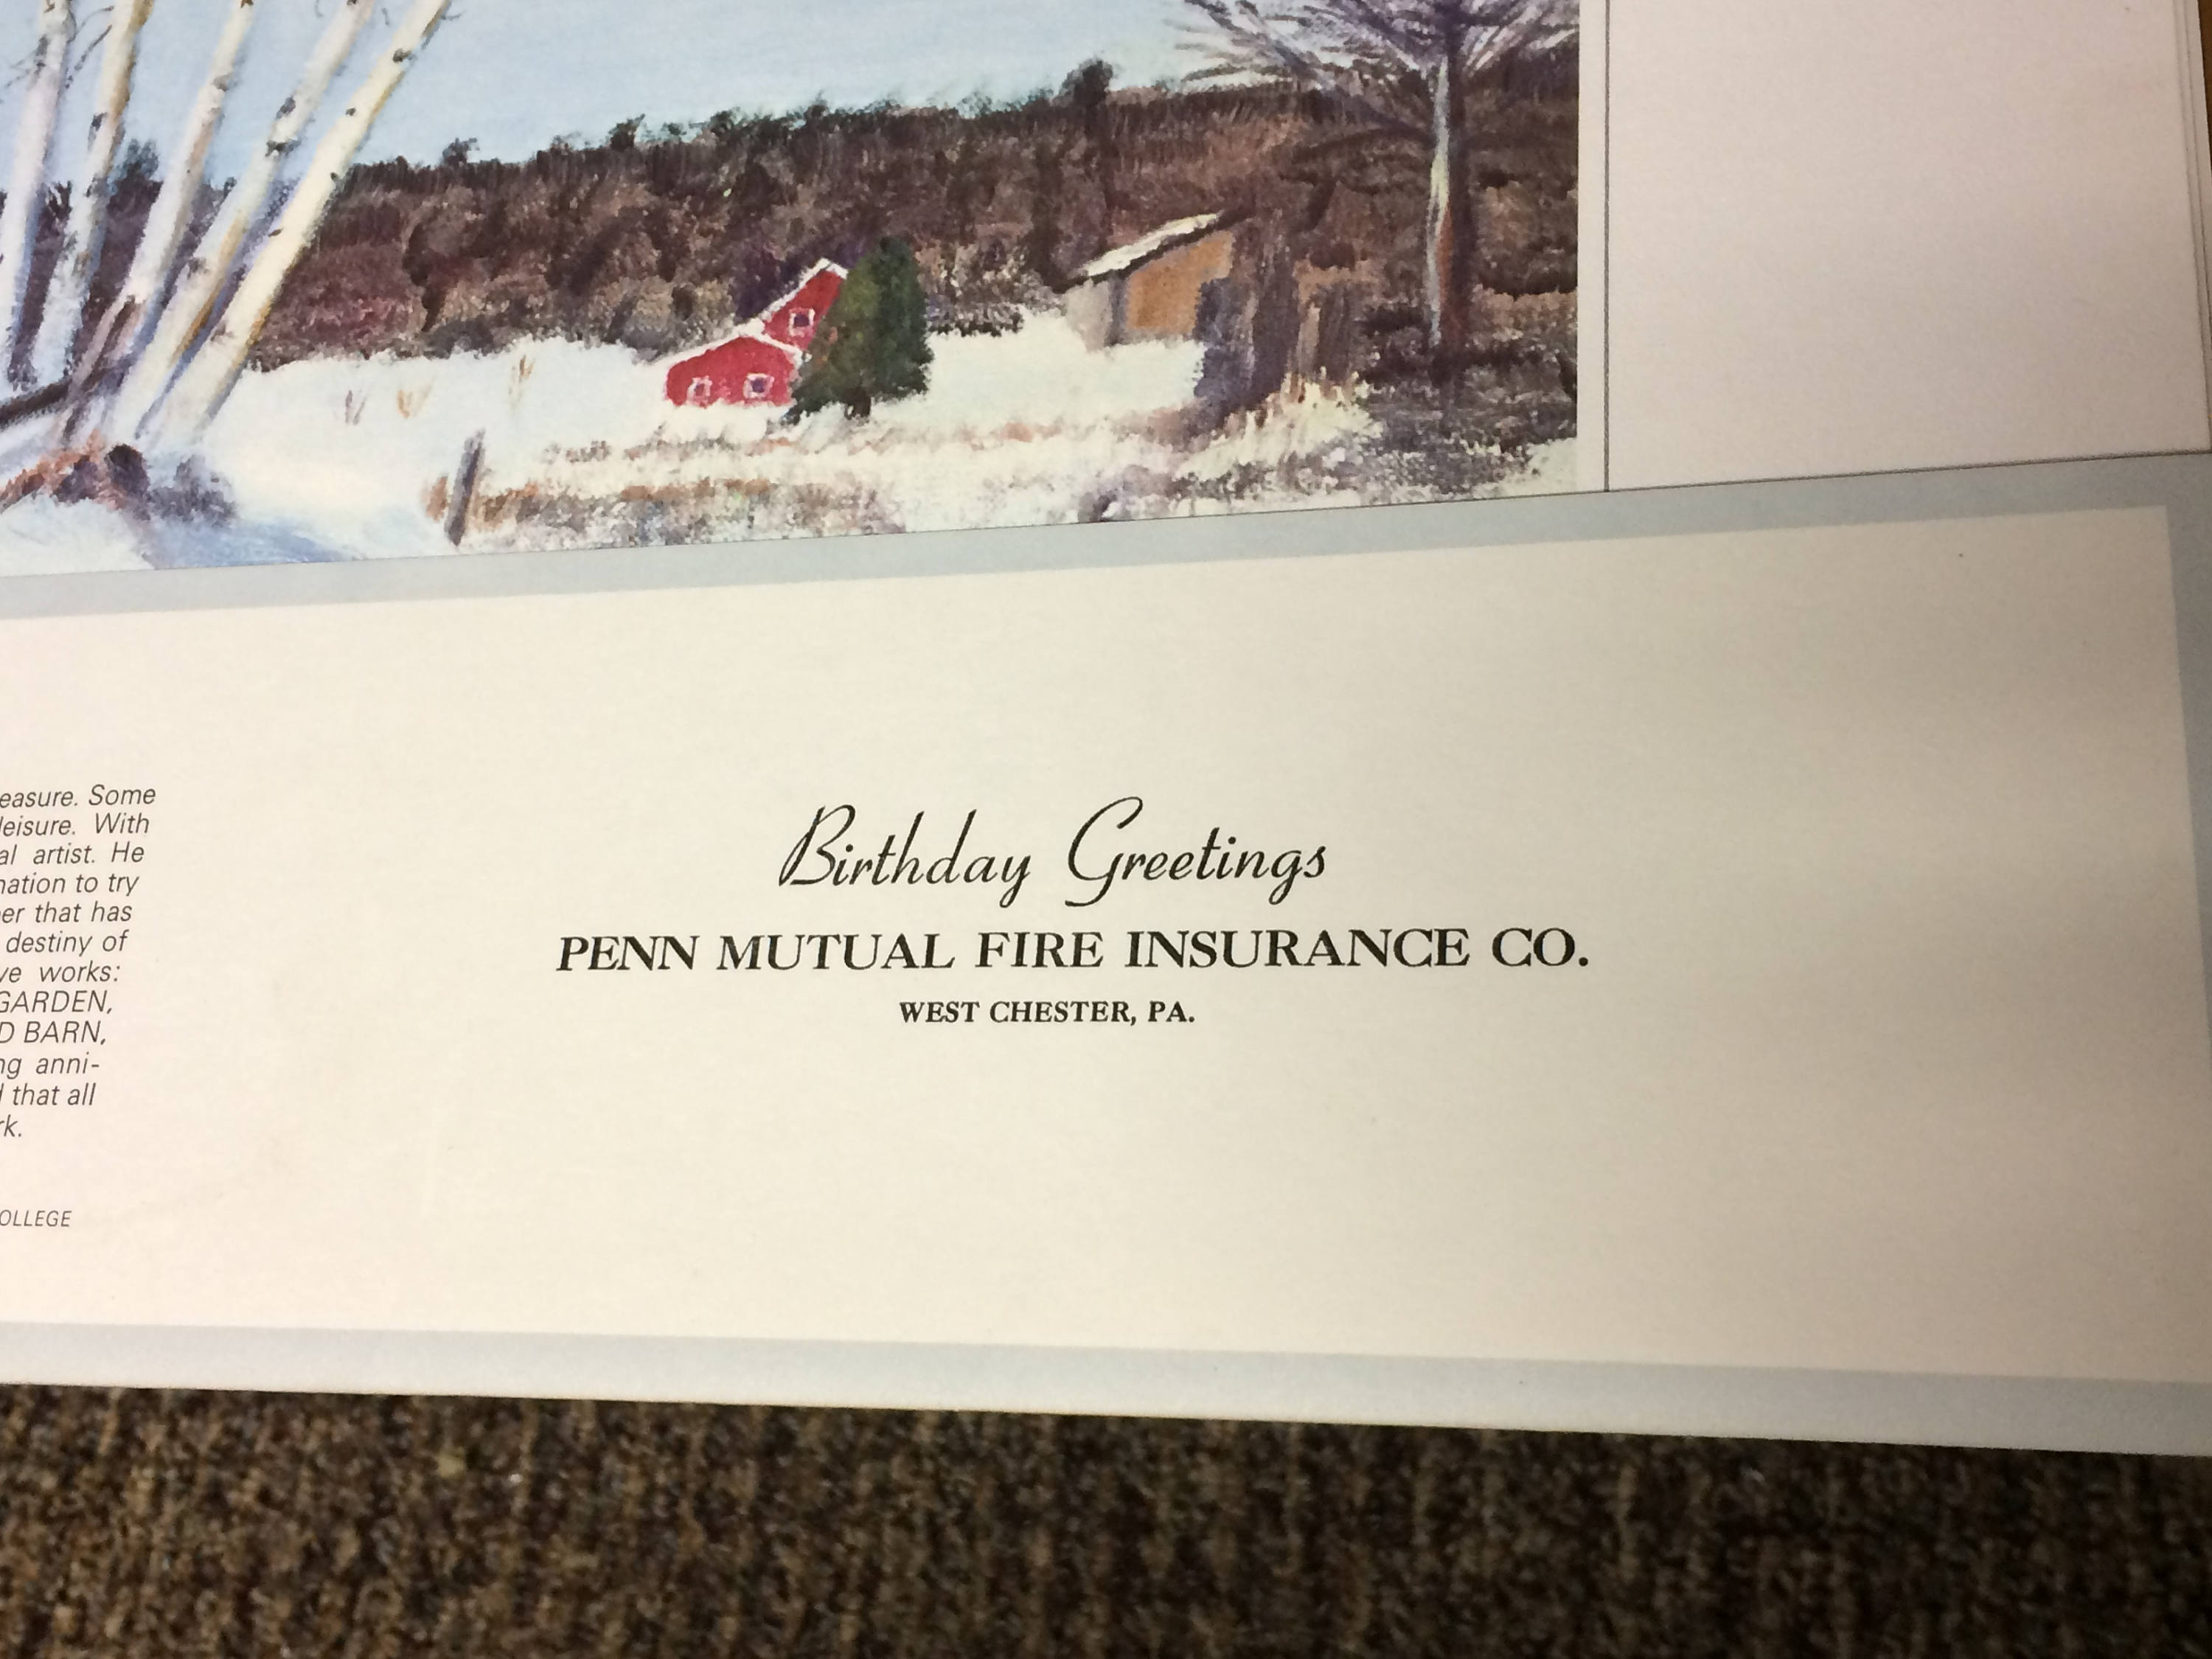 easure. Some
leisure. With
al artist. He
nation to try
er that has
destiny of
ve works:
GARDEN,
D BARN,
ng anni-
d that all
rk.
OLLEGE
Birthday Greetings
PENN MUTUAL FIRE INSURANCE CO.
WEST CHESTER, PA.